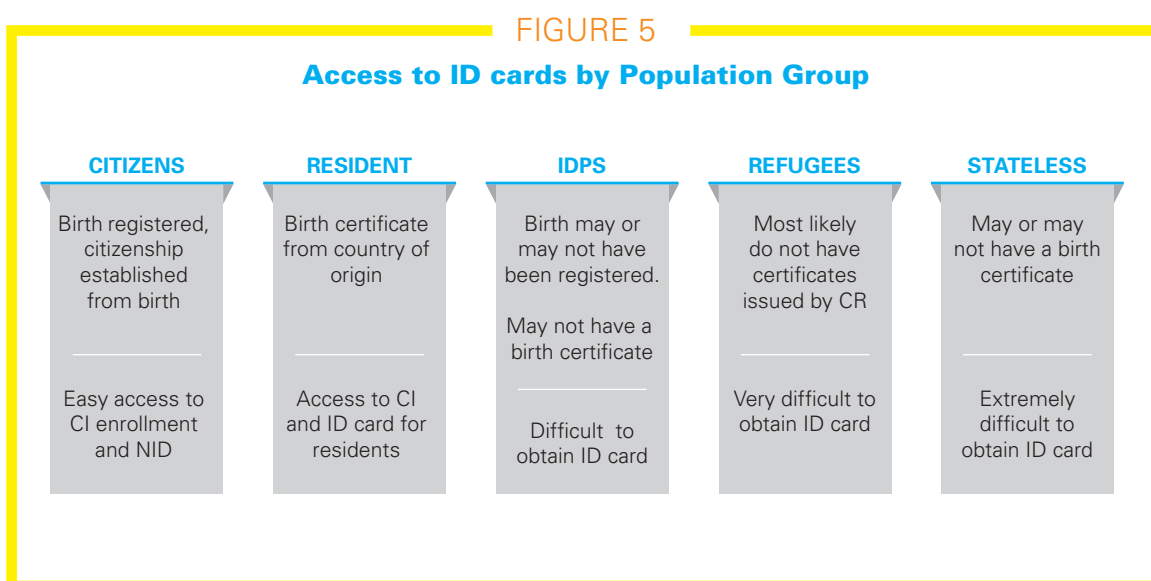 FIGURE 5
Access to ID cards by Population Group
CITIZENS
Birth registered,
citizenship
established
from birth
Easy access to
CI enrollment
and NID
RESIDENT
Birth certificate
from country of
origin
Access to CI
and ID card for
residents
IDPS
Birth may or
may not have
been registered.
May not have a
birth certificate
Difficult to
obtain ID card
REFUGEES
Most likely
do not have
certificates
issued by CR
Very difficult to
obtain ID card
STATELESS
May or may
not have a birth
certificate
Extremely
difficult to
obtain ID card